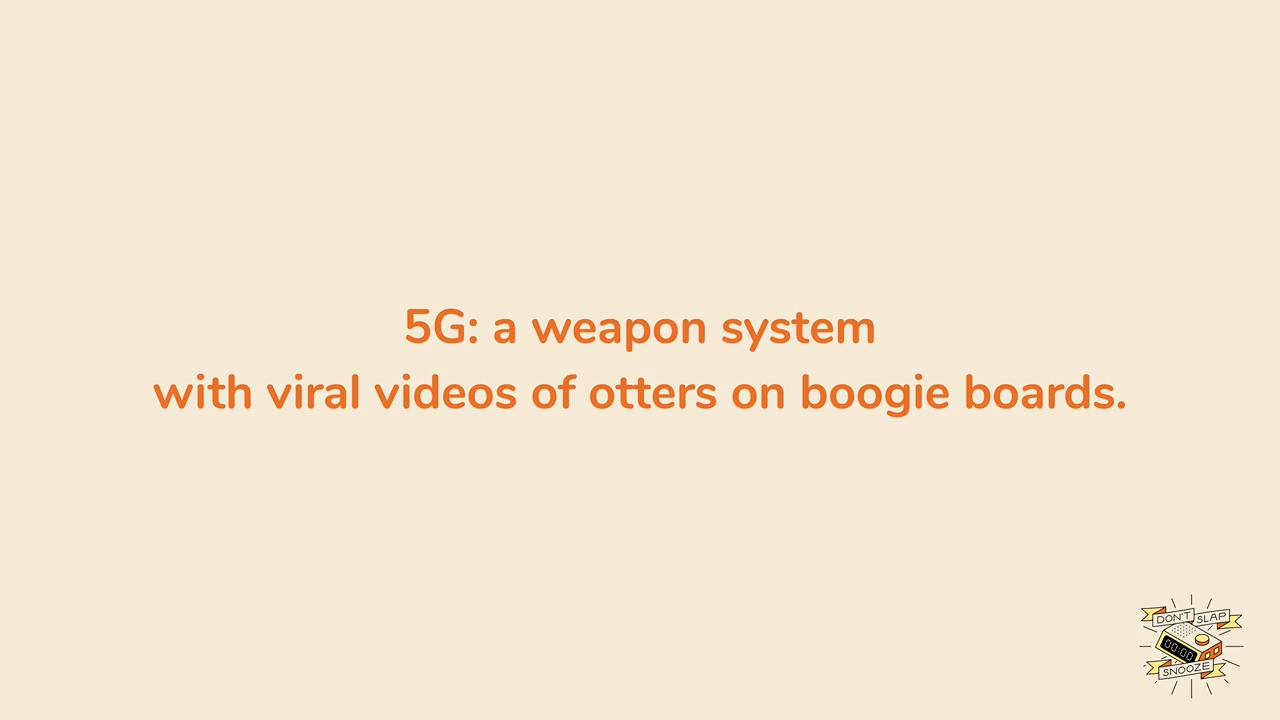 5G: a weapon system
with viral videos of otters on boogie boards.
DON'T SLAP
00:00
SNOOZE